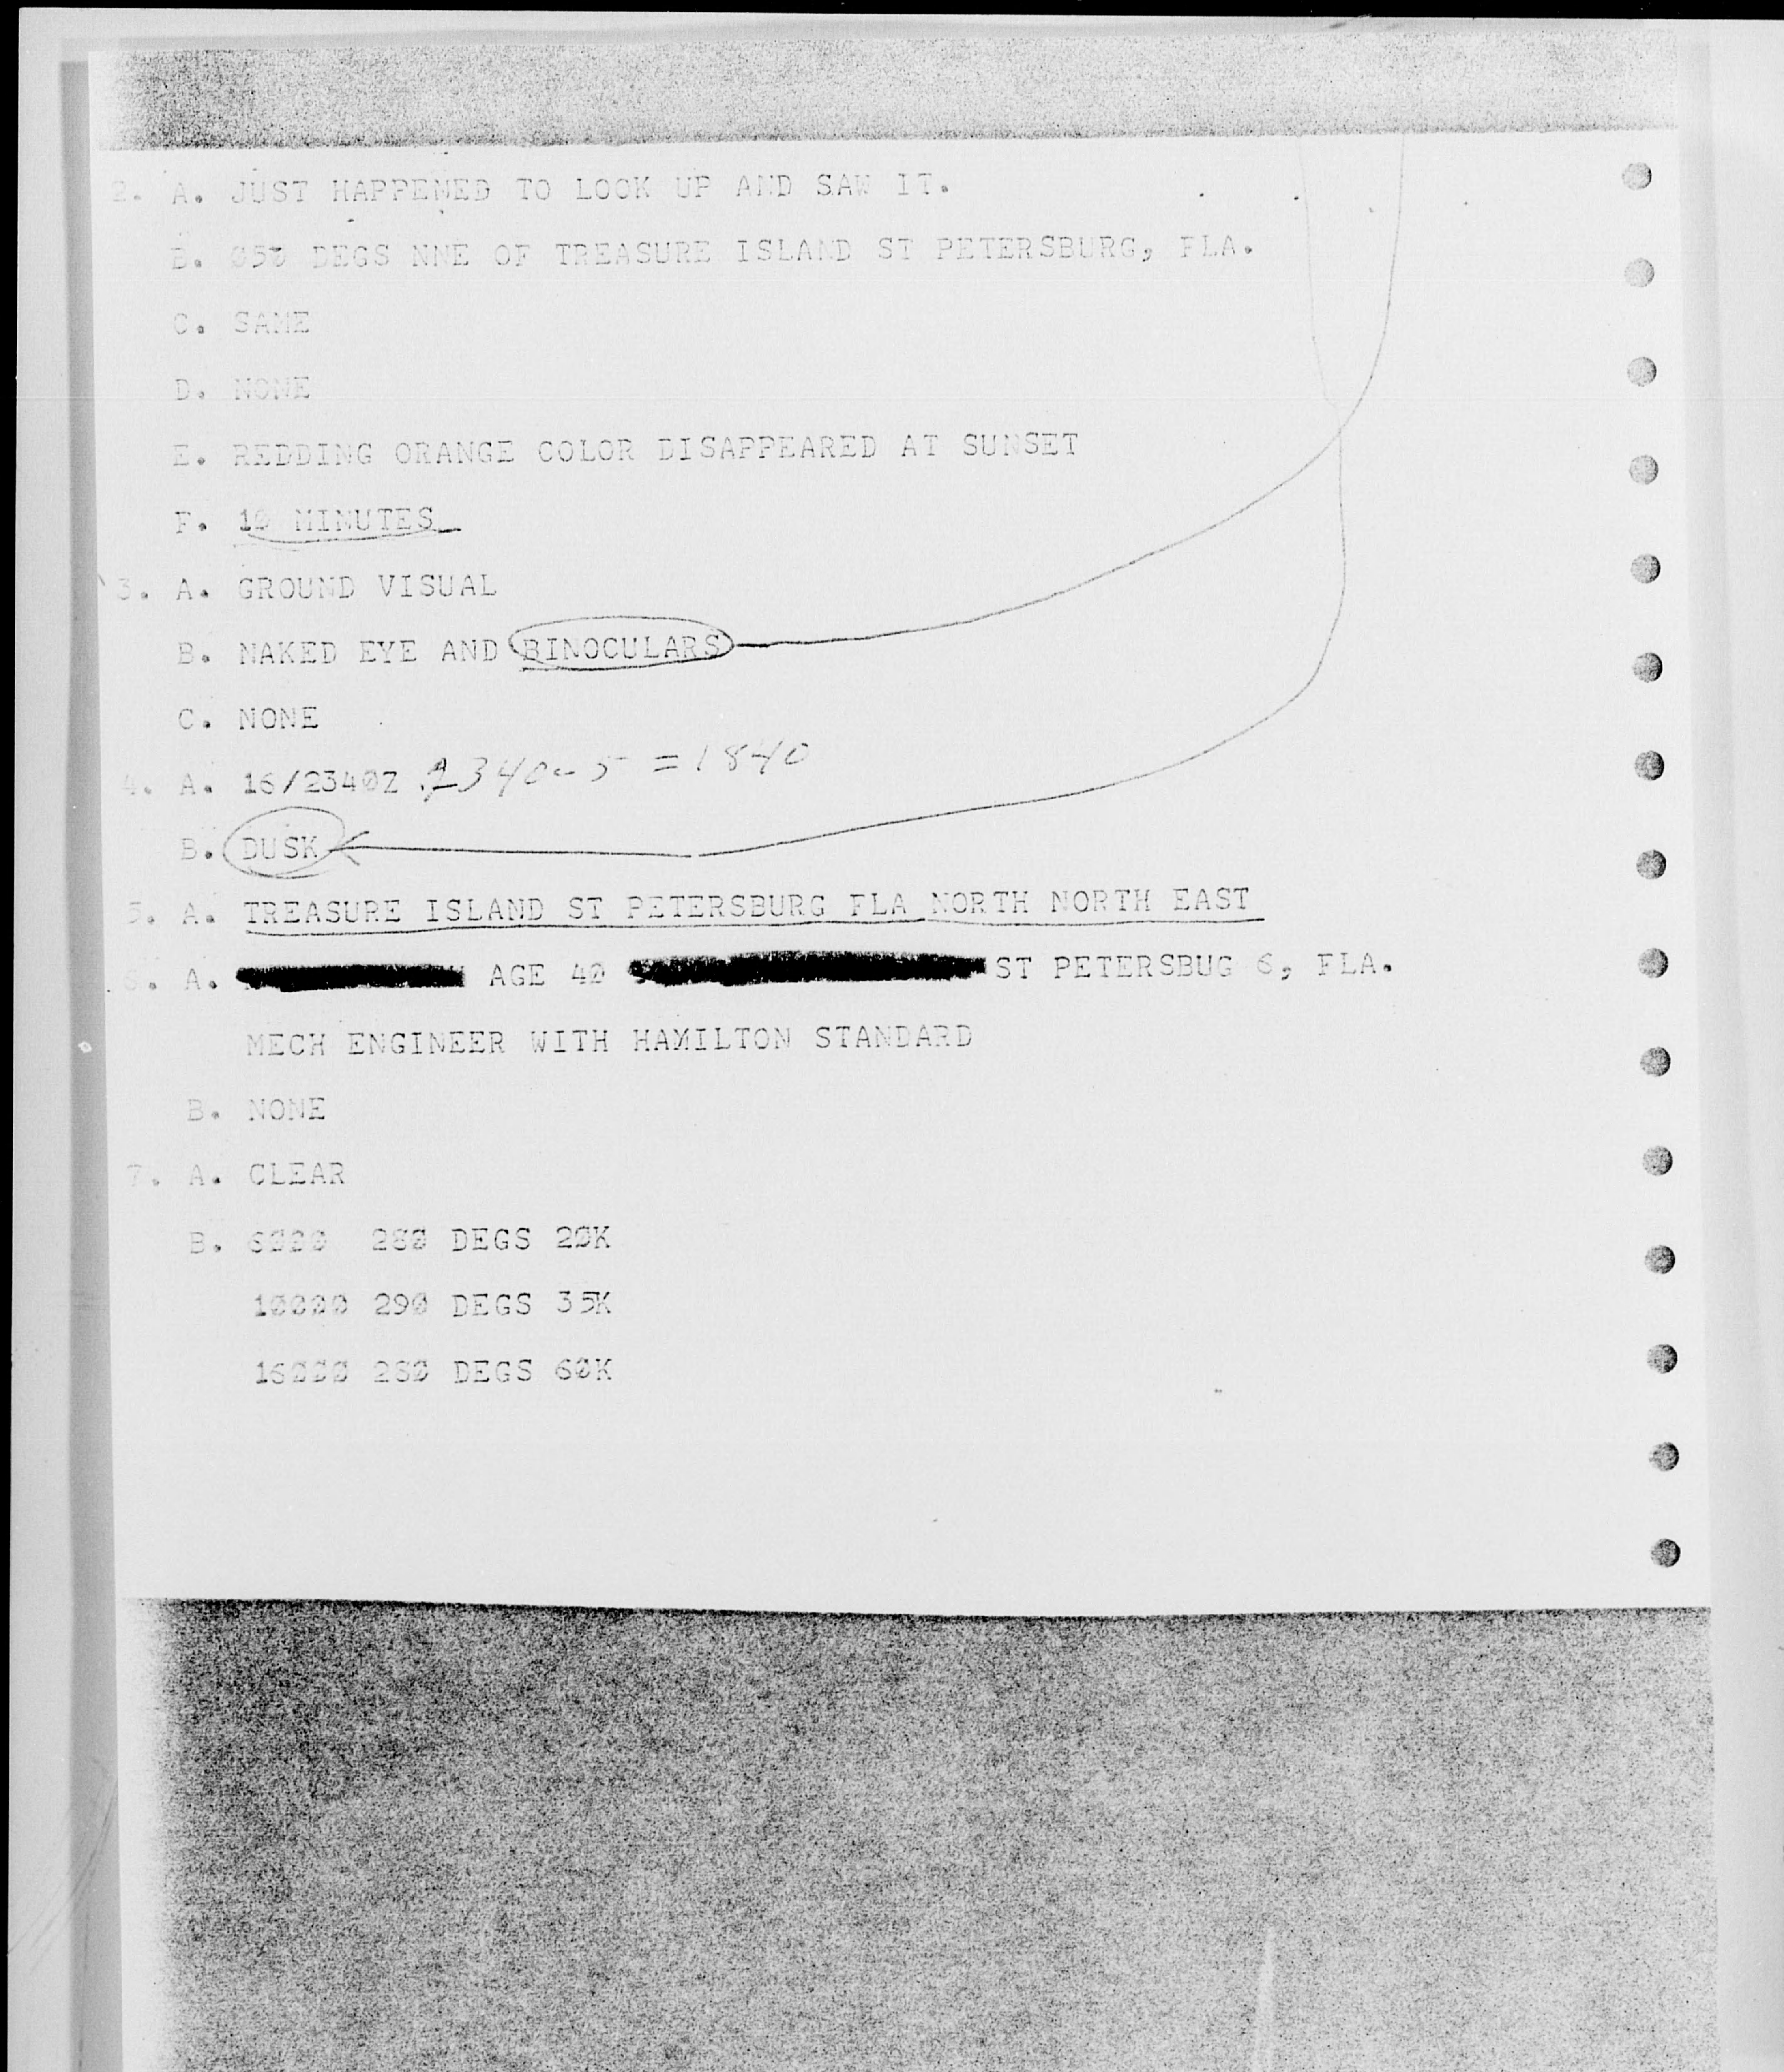 2. A. JUST HAPPENED TO LOOK UP AND SAW IT.
B. DEGS NNE OF TREASURE ISLAND ST PETERSBURG, FLA.
C. SAME
D. NONE
E. REDDING ORANGE COLOR DISAPPEARED AT SUNSET
F. 10 MINUTES
3. A. GROUND VISUAL
B. NAKED EYE AND BINOCULARS
C. NONE
4. A. 16/2340Z 2340-5 = 1840
B. DUSK
5. A. TREASURE ISLAND ST PETERSBURG FLA NORTH NORTH EAST
6. A. AGE 40 ST PETERSBUG 6, FLA.
MECH ENGINEER WITH HAMILTON STANDARD
B. NONE
7. A. CLEAR
B. 6000 280 DEGS 20K
10000 290 DEGS 35K
16000 280 DEGS 60K